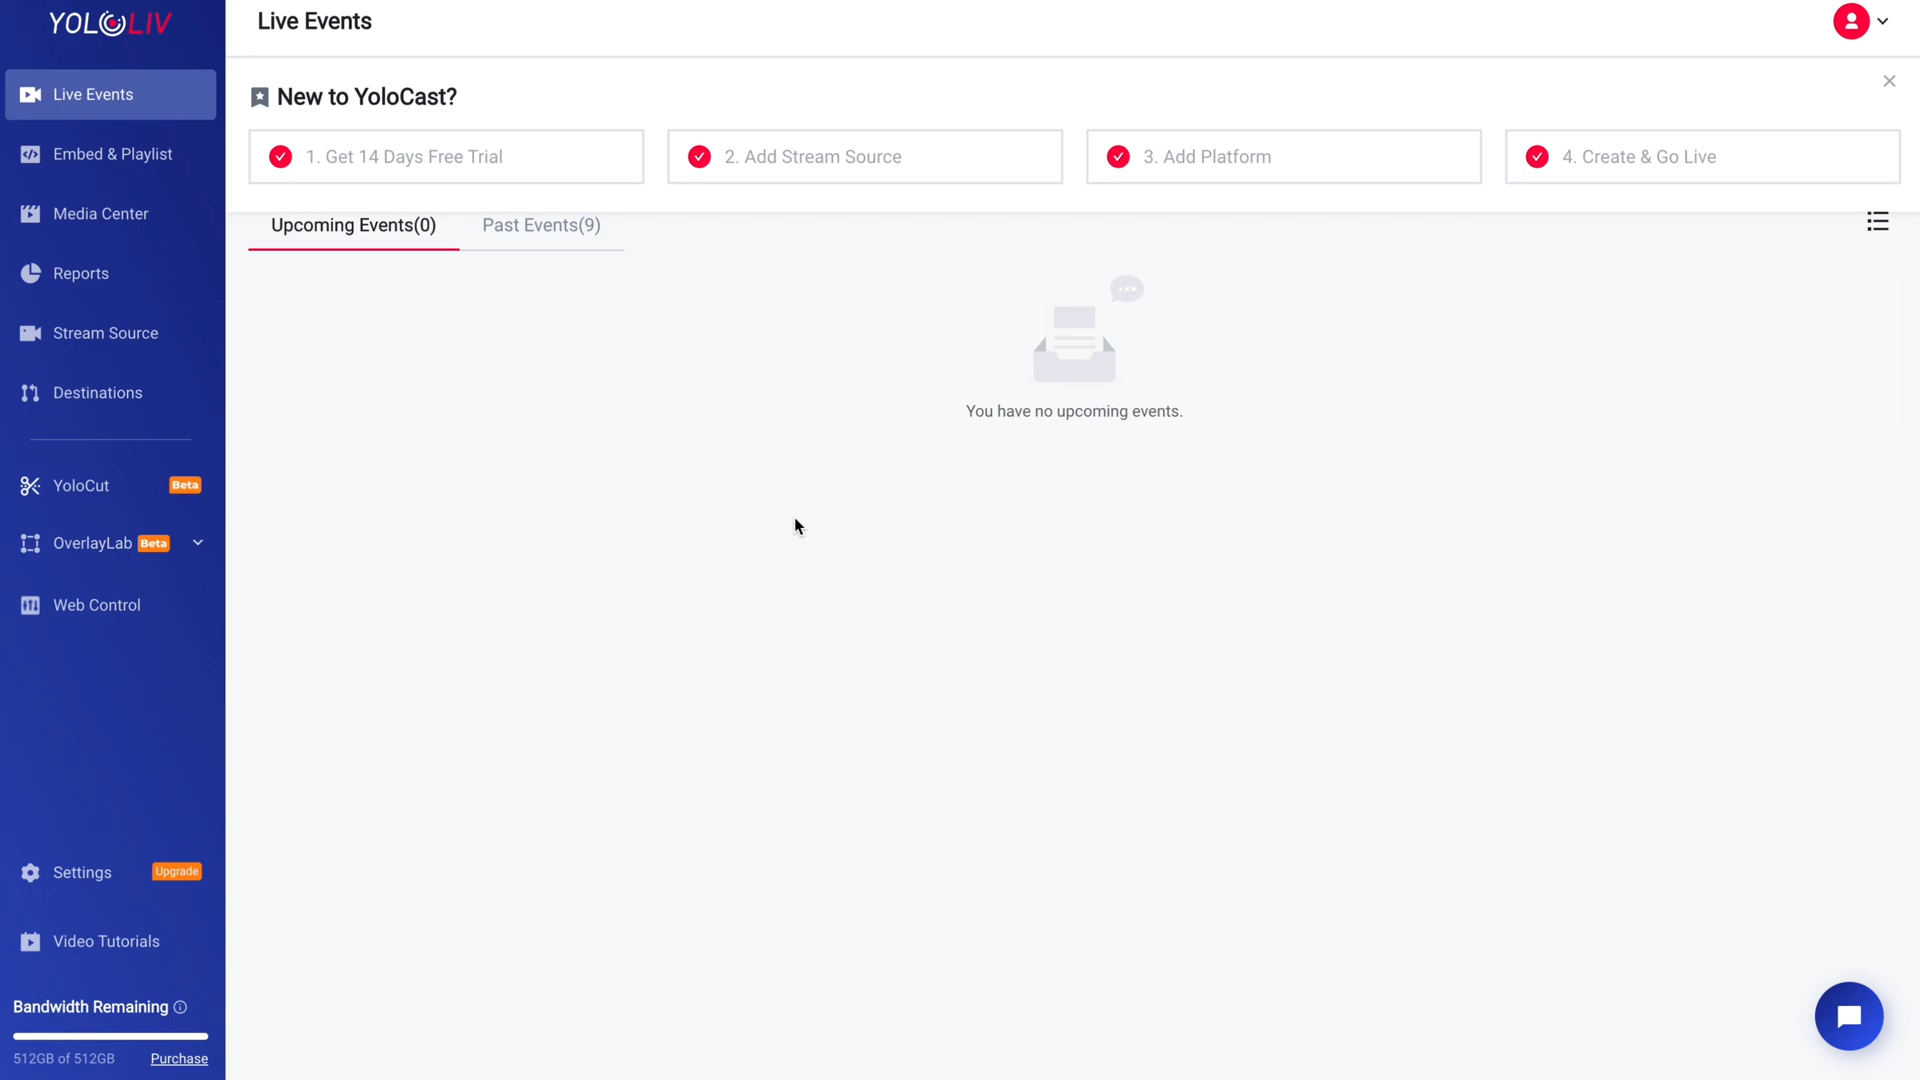 YOLOLIV
Live Events
Embed & Playlist
Media Center
Reports
Stream Source
Destinations
YoloCut Beta
OverlayLab Beta
Web Control
Settings Upgrade
Video Tutorials
Bandwidth Remaining
512GB of 512GB Purchase
Live Events
New to YoloCast?
1. Get 14 Days Free Trial
2. Add Stream Source
3. Add Platform
4. Create & Go Live
Upcoming Events(0) Past Events(9)
You have no upcoming events.